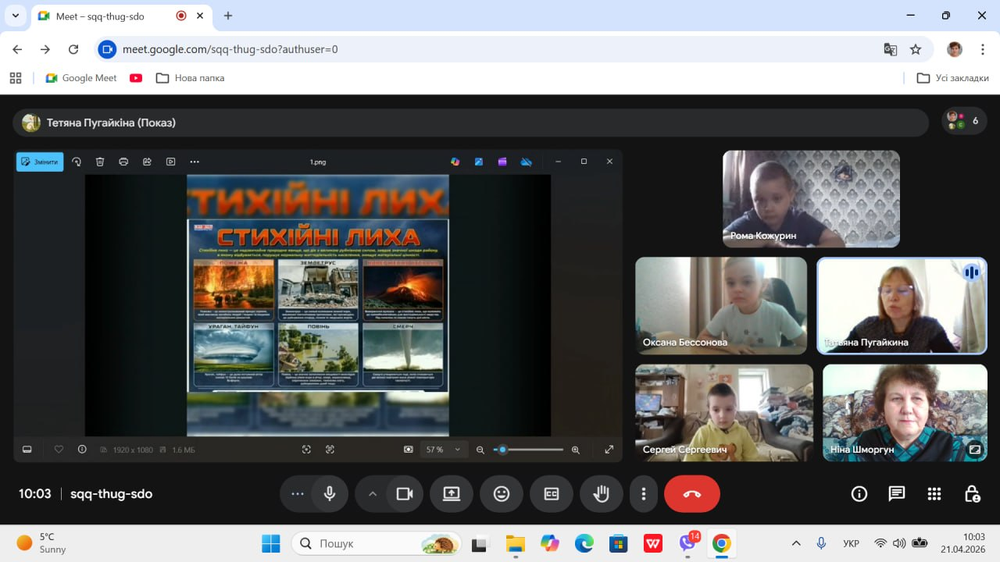 Meet – sqq-thug-sdo
meet.google.com/sqq-thug-sdo?authuser=0
Google Meet
Нова папка
Усі закладки
Тетяна Пугайкіна (Показ)
6
Змінити
1.png
СТИХІЙНІ ЛИХА
ПОЖЕЖА
ЗЕМЛЕТРУС
УРАГАН, ТАЙФУН
ПОВІНЬ
СМЕРЧ
1920 x 1080
1.6 МБ
57 %
Рома Кожурин
Оксана Бессонова
Татьяна Пугайкина
Сергей Сергеевич
Ніна Шморгун
10:03
sqq-thug-sdo
5°C
Sunny
Пошук
14
УКР
10:03
21.04.2026